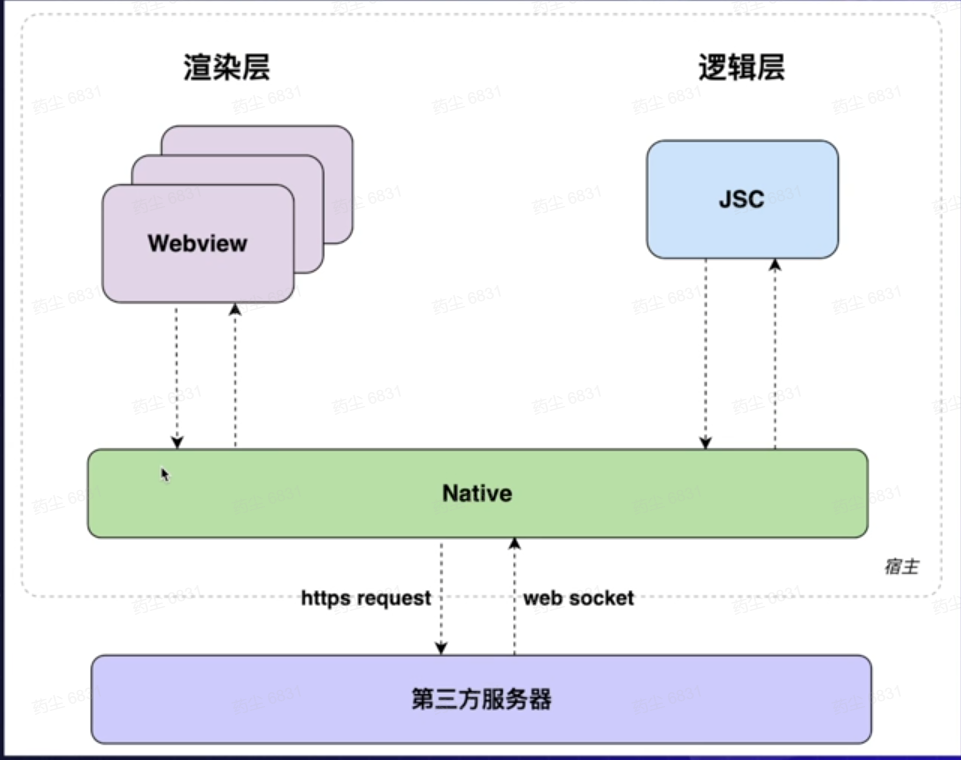 渲染层
逻辑层
Webview
JSC
Native
宿主
https request
web socket
第三方服务器
药尘 6831